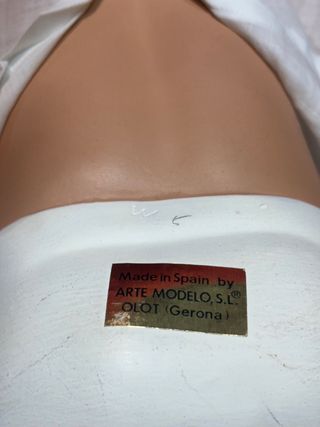 Made in Spain by
ARTE MODELO, S.L.®
OLOT (Gerona)